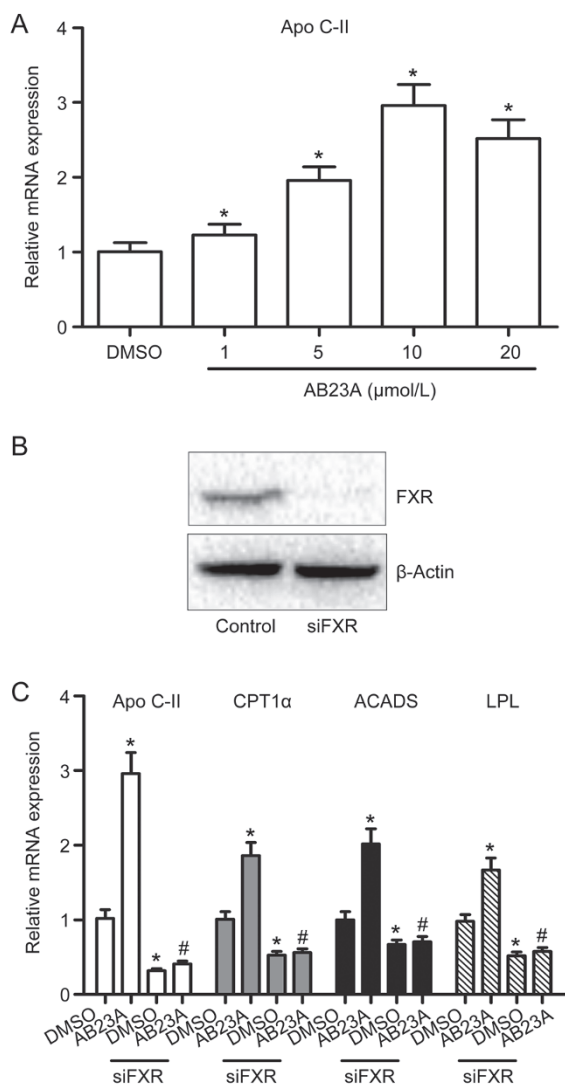 A
Apo C-II
Relative mRNA expression
4
3
2
1
0
*
*
*
*
DMSO
1
5
10
20
AB23A (µmol/L)
B
FXR
β-Actin
Control
siFXR
C
Apo C-II
CPT1α
ACADS
LPL
Relative mRNA expression
4
3
2
1
0
*
*
#
*
*
#
*
*
#
*
*
#
DMSO
AB23A
DMSO
AB23A
DMSO
AB23A
DMSO
AB23A
DMSO
AB23A
DMSO
AB23A
DMSO
AB23A
DMSO
AB23A
siFXR
siFXR
siFXR
siFXR